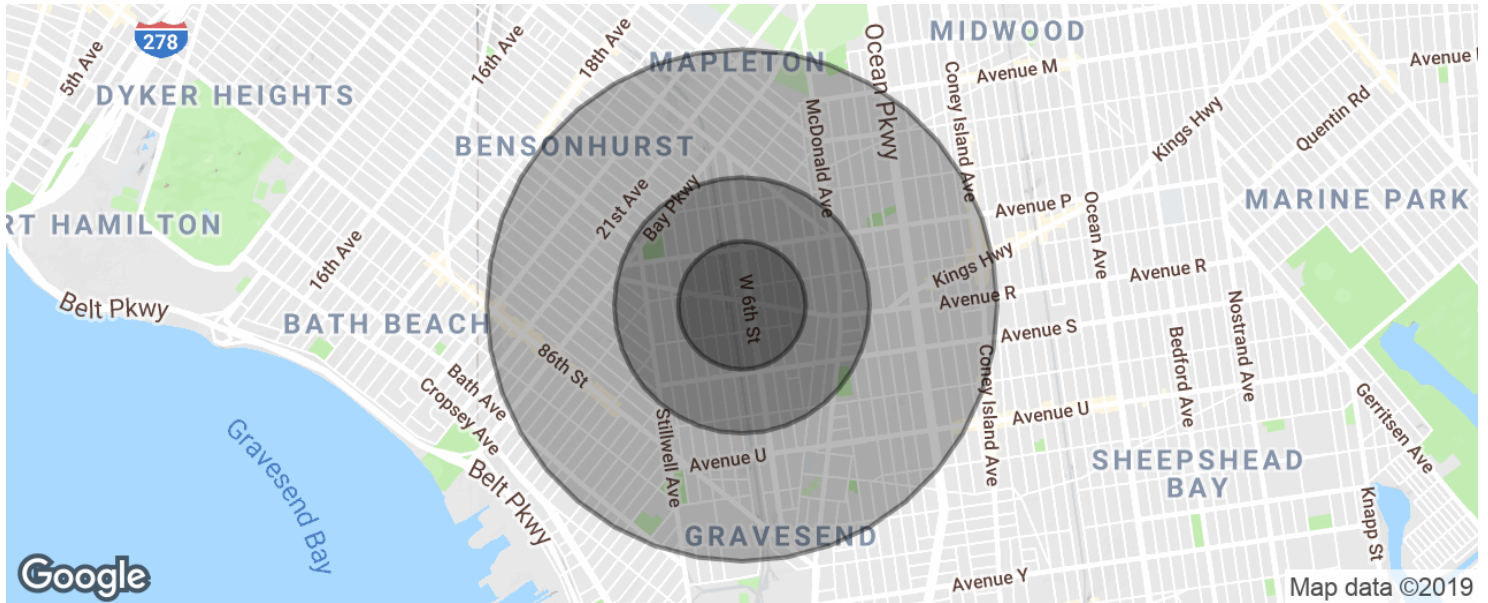 278
5th Ave
16th Ave
18th Ave
MAPLETON
Ocean Pkwy
MIDWOOD
Coney Island Ave
Avenue M
Kings Hwy
Quentin Rd
DYKER HEIGHTS
BENSONHURST
McDonald Ave
21st Ave
Bay Pkwy
Avenue P
Ocean Ave
MARINE PARK
HAMILTON
16th Ave
Kings Hwy
Avenue R
Avenue R
Belt Pkwy
BATH BEACH
W 6th St
Avenue S
Nostrand Ave
Bedford Ave
86th St
Bath Ave
Cropsey Ave
Coney Island Ave
Gerritsen Ave
Stillwell Ave
Avenue U
Avenue U
Gravesend Bay
Belt Pkwy
SHEEPSHEAD
BAY
Knapp St
GRAVESEND
Avenue Y
Google
Map data ©2019